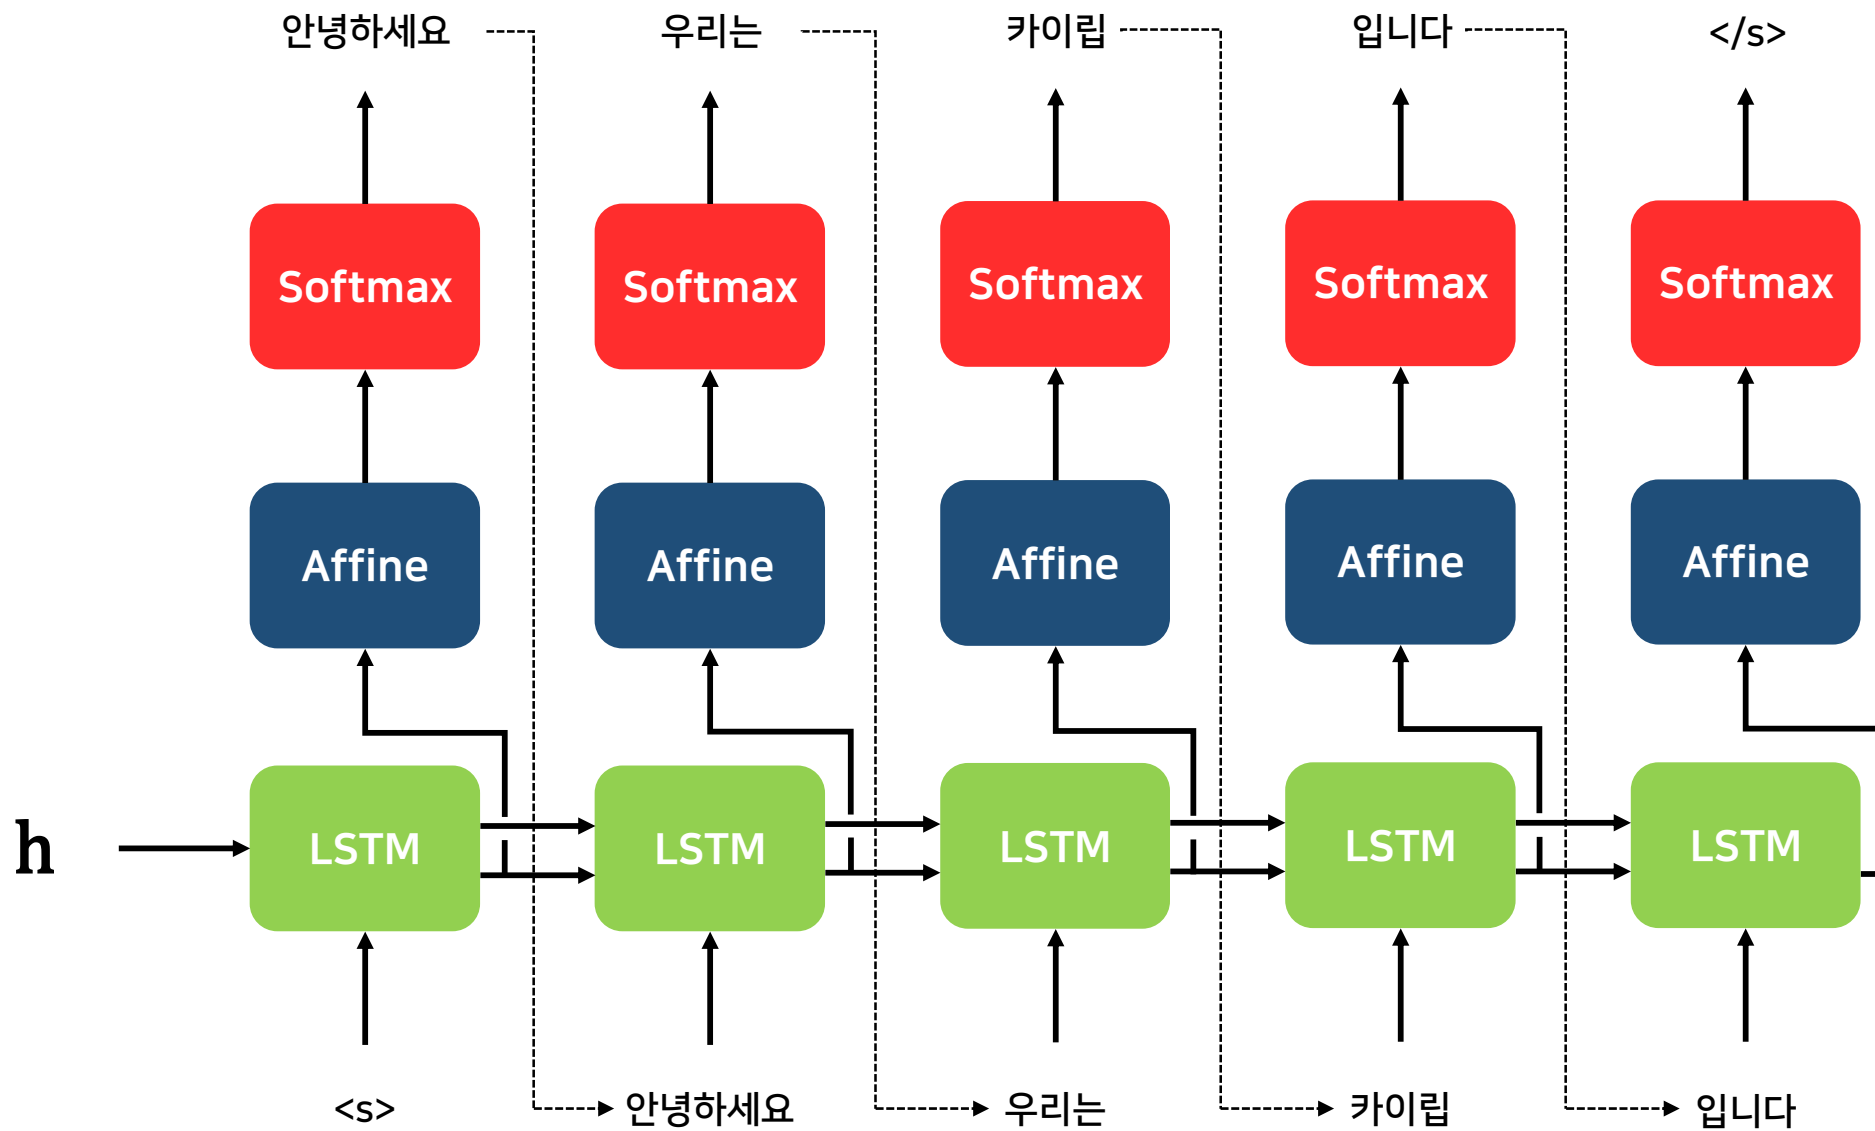 안녕하세요 우리는 카이립 입니다 </s>
Softmax Softmax Softmax Softmax Softmax
Affine Affine Affine Affine Affine
h LSTM LSTM LSTM LSTM LSTM
<s> 안녕하세요 우리는 카이립 입니다